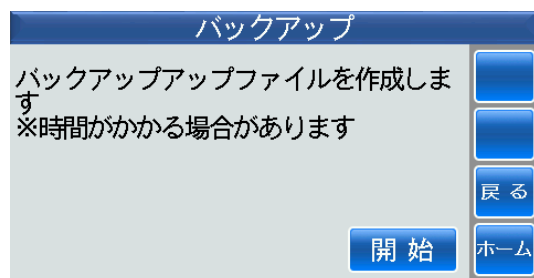 バックアップ
バックアップアップファイルを作成しま
す
※時間がかかる場合があります
戻る
開始
ホーム